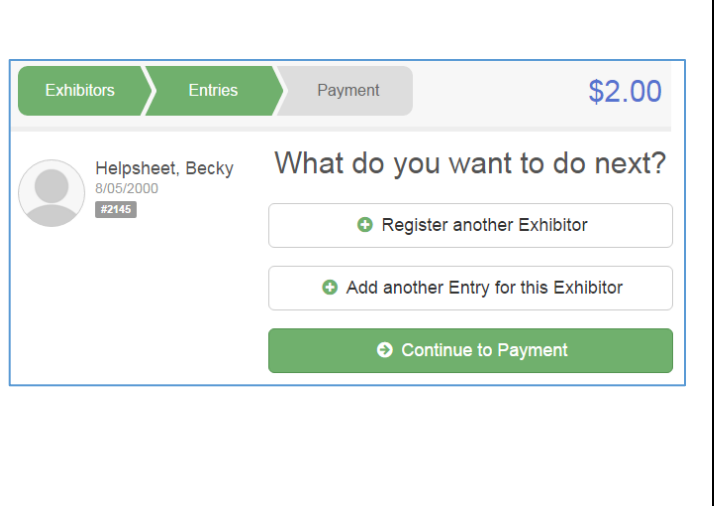 Exhibitors Entries Payment $2.00
Helpsheet, Becky
8/05/2000
#2145
What do you want to do next?
Register another Exhibitor
Add another Entry for this Exhibitor
Continue to Payment